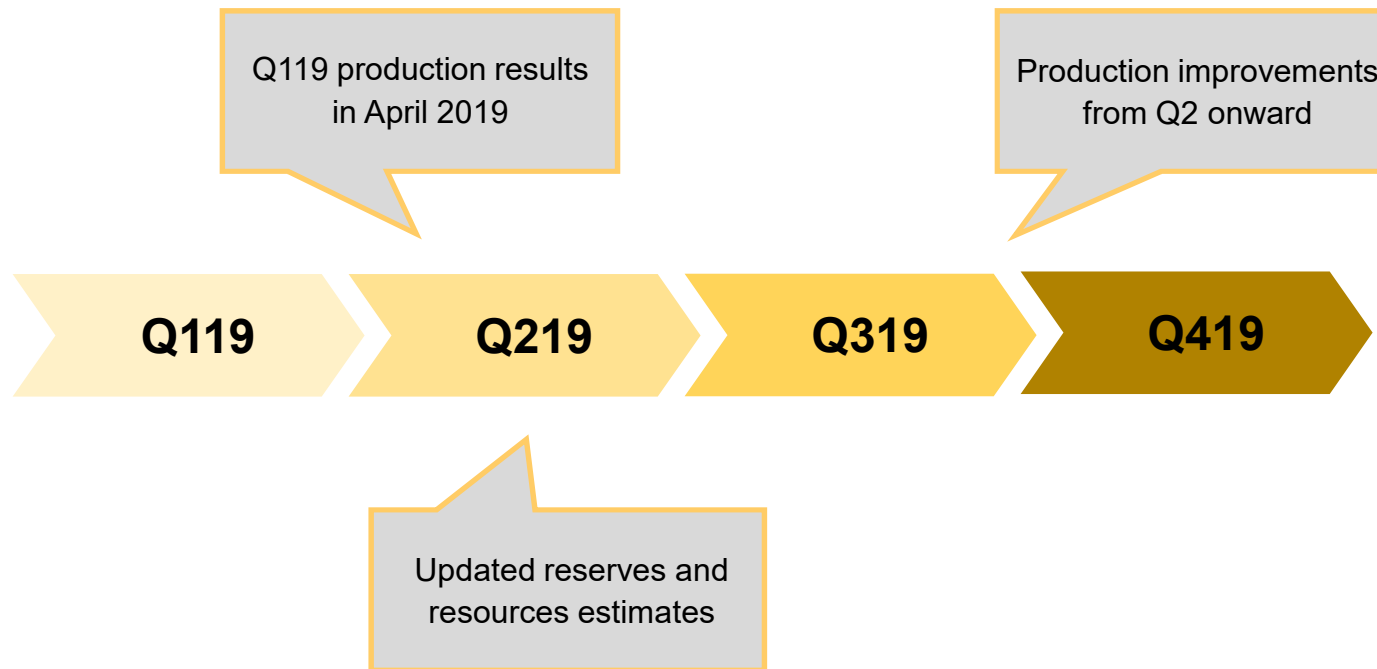 Q119 production results
in April 2019
Production improvements
from Q2 onward
Q119
Q219
Q319
Q419
Updated reserves and
resources estimates